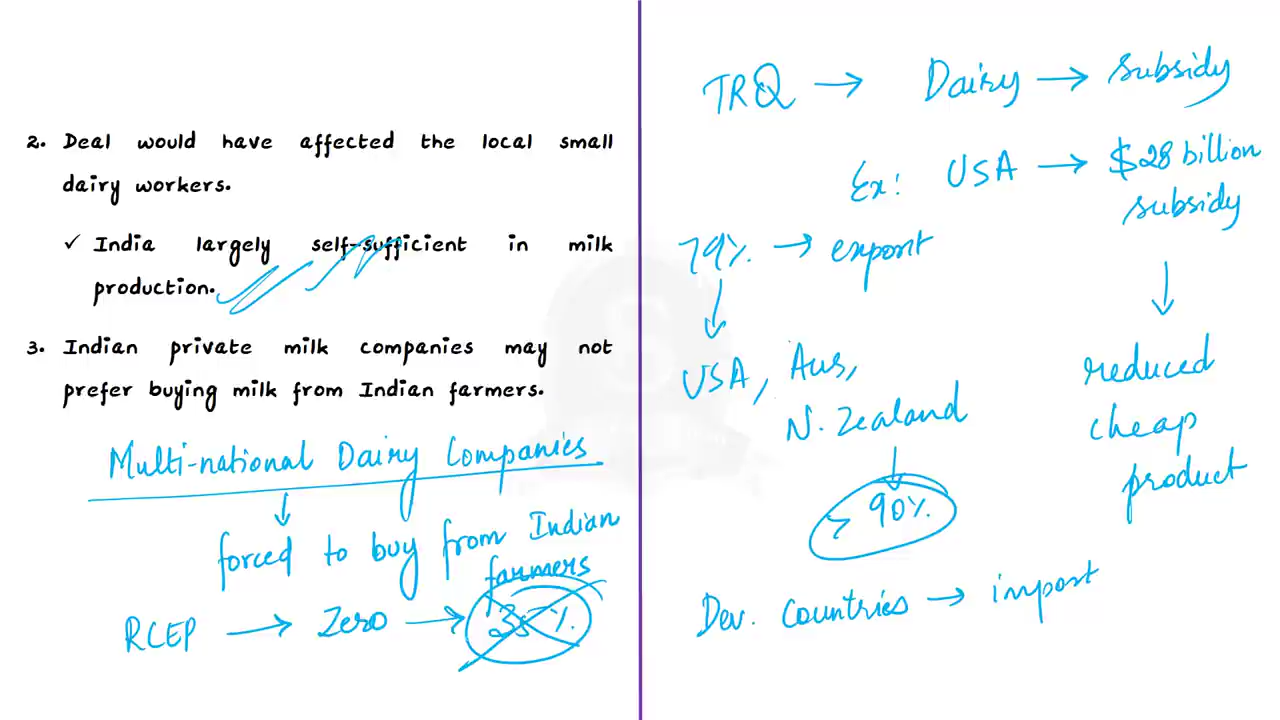 2. Deal would have affected the local small
dairy workers.
✓ India largely self-sufficient in milk
production.
3. Indian private milk companies may not
prefer buying milk from Indian farmers.
Multi-national Dairy Companies
↓
forced to buy from Indian
farmers
RCEP → Zero → 35%
TRQ → Dairy → subsidy
Ex: USA → $28 billion
subsidy
79% → export
↓
USA, Aus,
N. Zealand
↓
> 90%
↓
reduced
cheap
product
Dev. Countries → import